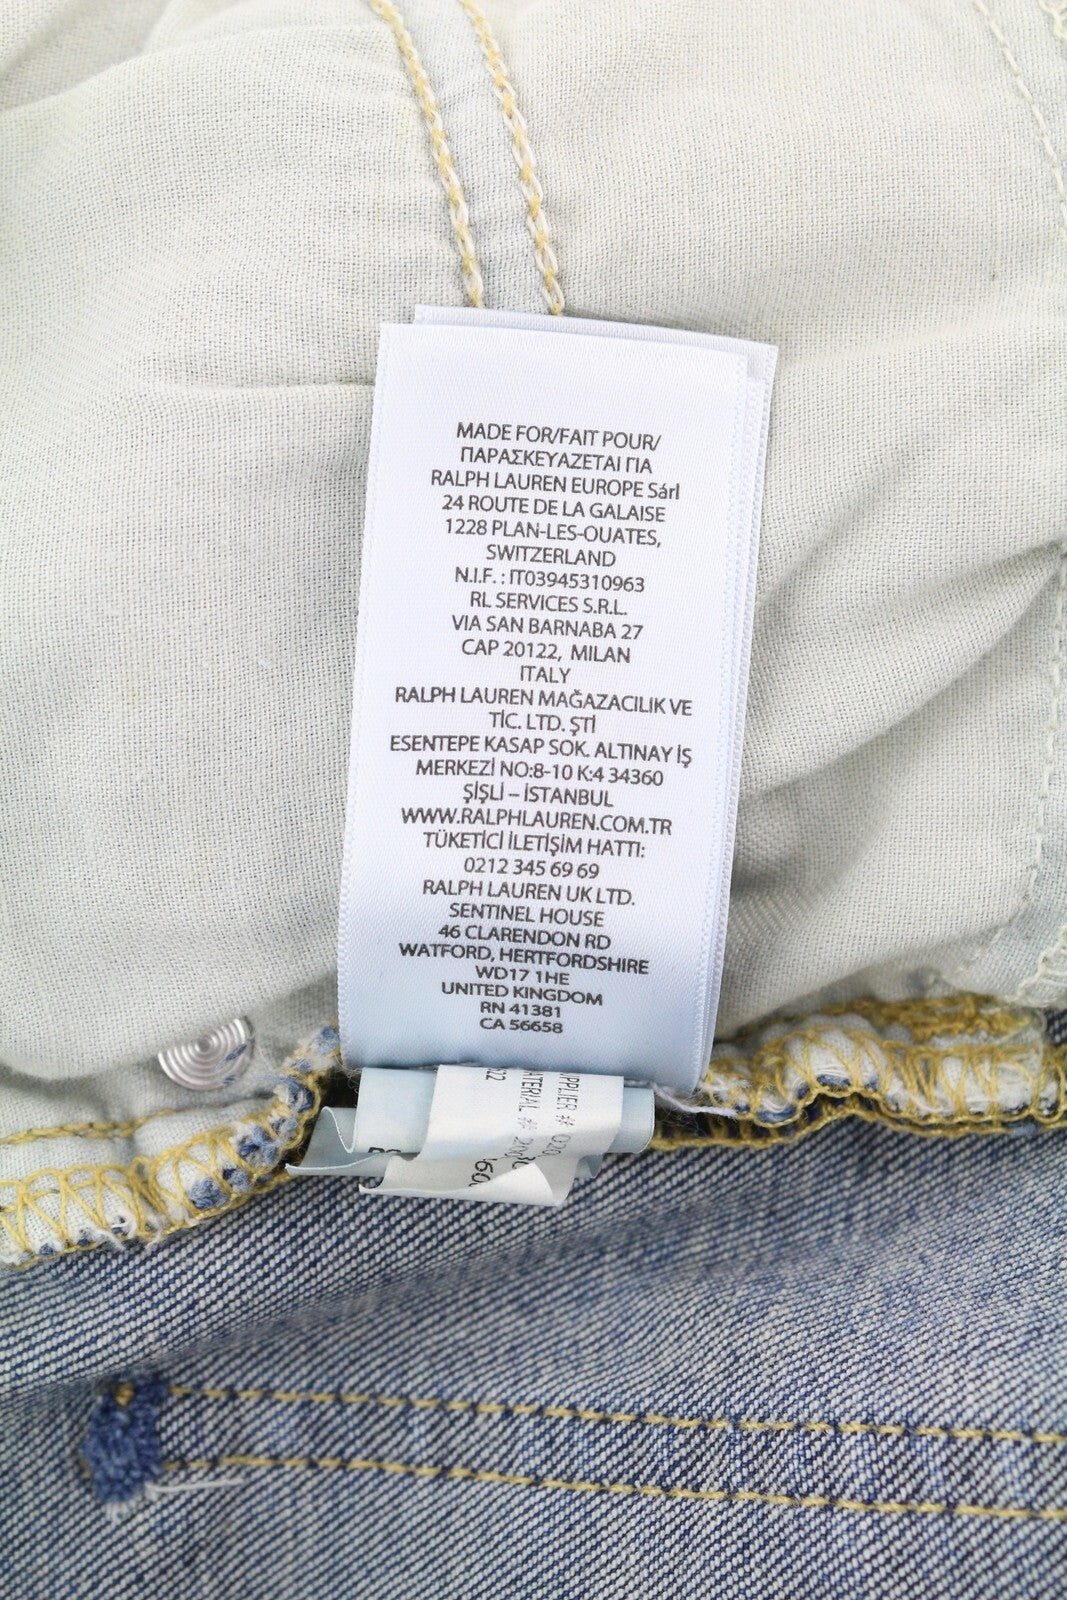 MADE FOR/FAIT POUR/
ΠΑΡΑΣΚΕΥΑΖΕΤΑΙ ΓΙΑ
RALPH LAUREN EUROPE Sárl
24 ROUTE DE LA GALAISE
1228 PLAN-LES-OUATES,
SWITZERLAND
N.I.F. : IT03945310963
RL SERVICES S.R.L.
VIA SAN BARNABA 27
CAP 20122, MILAN
ITALY
RALPH LAUREN MAĞAZACILIK VE
TİC. LTD. ŞTİ
ESENTEPE KASAP SOK. ALTINAY İŞ
MERKEZİ NO:8-10 K:4 34360
ŞİŞLİ – İSTANBUL
WWW.RALPHLAUREN.COM.TR
TÜKETİCİ İLETİŞİM HATTI:
0212 345 69 69
RALPH LAUREN UK LTD.
SENTINEL HOUSE
46 CLARENDON RD
WATFORD, HERTFORDSHIRE
WD17 1HE
UNITED KINGDOM
RN 41381
CA 56658